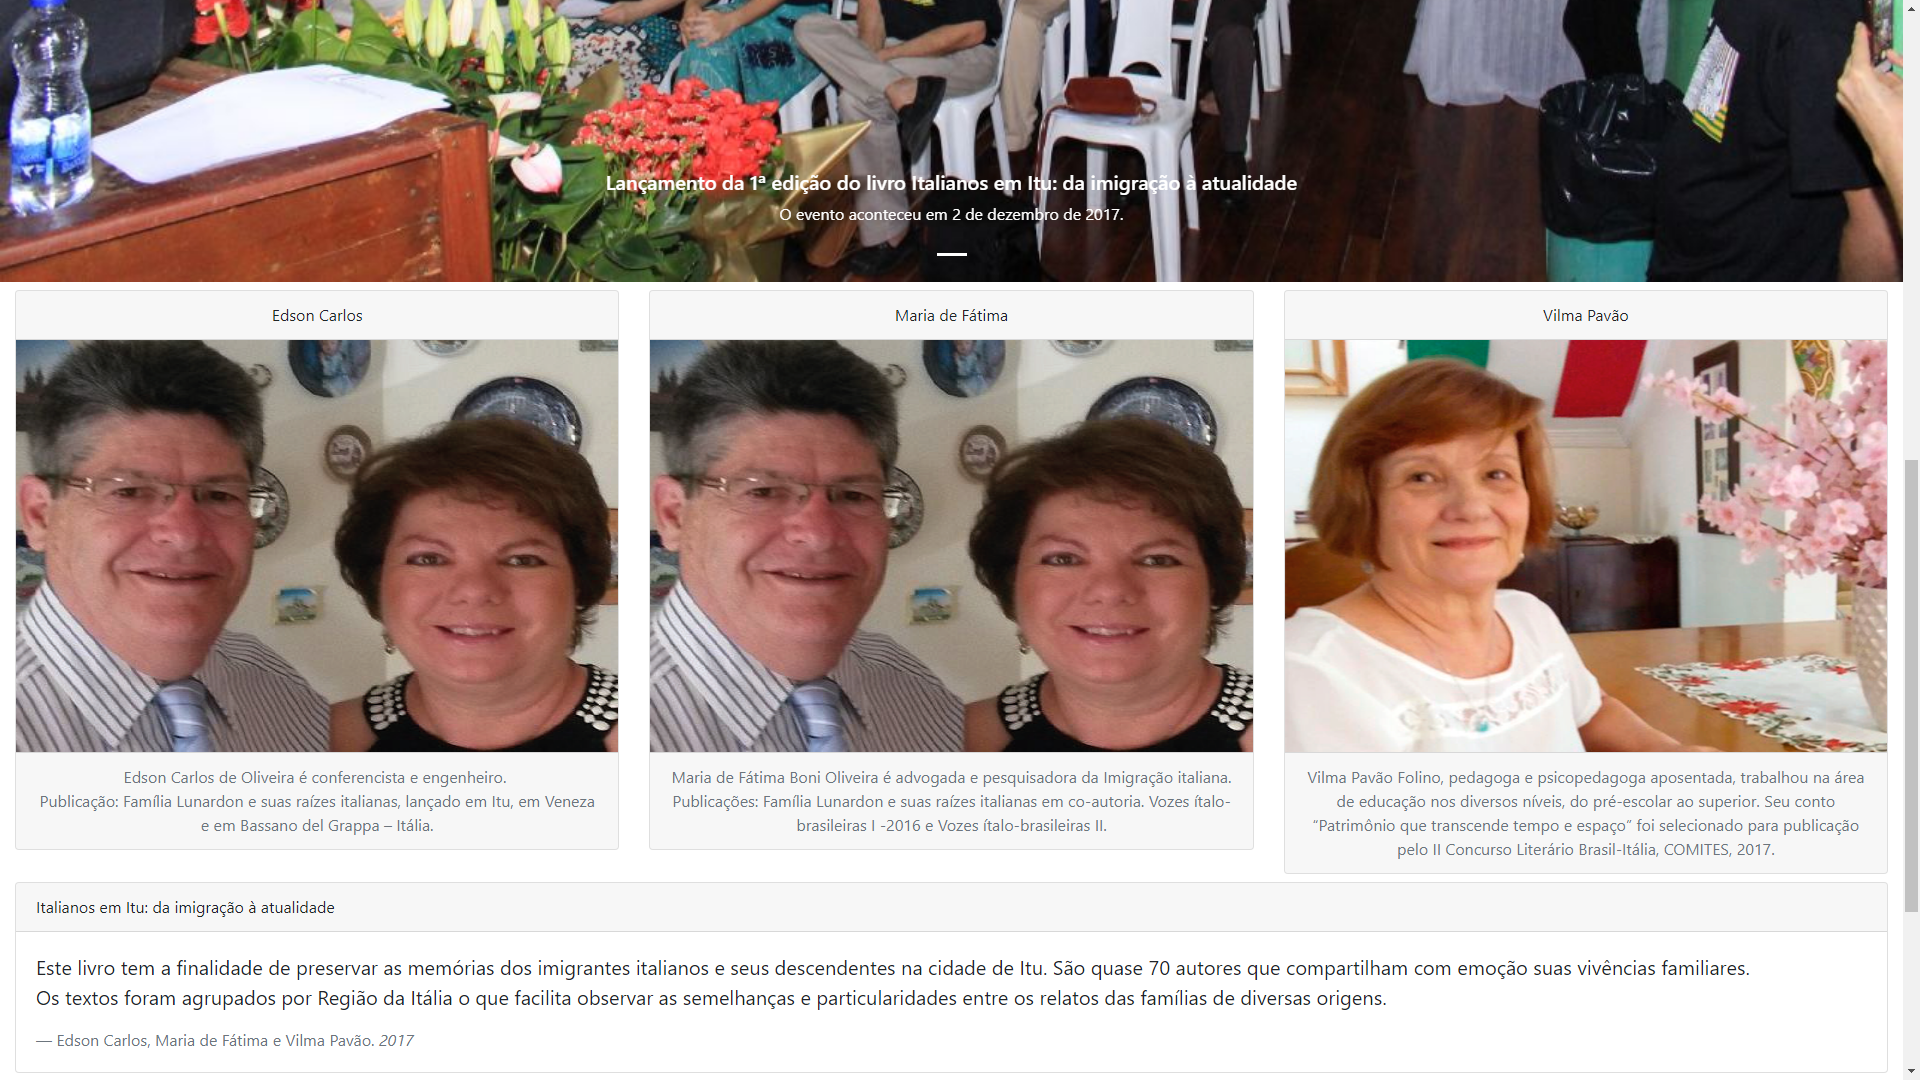 Lançamento da 1ª edição do livro Italianos em Itu: da imigração à atualidade
O evento aconteceu em 2 de dezembro de 2017.
Edson Carlos
Maria de Fátima
Vilma Pavão
Edson Carlos de Oliveira é conferencista e engenheiro.
Publicação: Família Lunardon e suas raízes italianas, lançado em Itu, em Veneza
e em Bassano del Grappa – Itália.
Maria de Fátima Boni Oliveira é advogada e pesquisadora da Imigração italiana.
Publicações: Família Lunardon e suas raízes italianas em co-autoria. Vozes ítalo-
brasileiras I -2016 e Vozes ítalo-brasileiras II.
Vilma Pavão Folino, pedagoga e psicopedagoga aposentada, trabalhou na área
de educação nos diversos níveis, do pré-escolar ao superior. Seu conto
“Patrimônio que transcende tempo e espaço” foi selecionado para publicação
pelo II Concurso Literário Brasil-Itália, COMITES, 2017.
Italianos em Itu: da imigração à atualidade
Este livro tem a finalidade de preservar as memórias dos imigrantes italianos e seus descendentes na cidade de Itu. São quase 70 autores que compartilham com emoção suas vivências familiares.
Os textos foram agrupados por Região da Itália o que facilita observar as semelhanças e particularidades entre os relatos das famílias de diversas origens.
— Edson Carlos, Maria de Fátima e Vilma Pavão. 2017